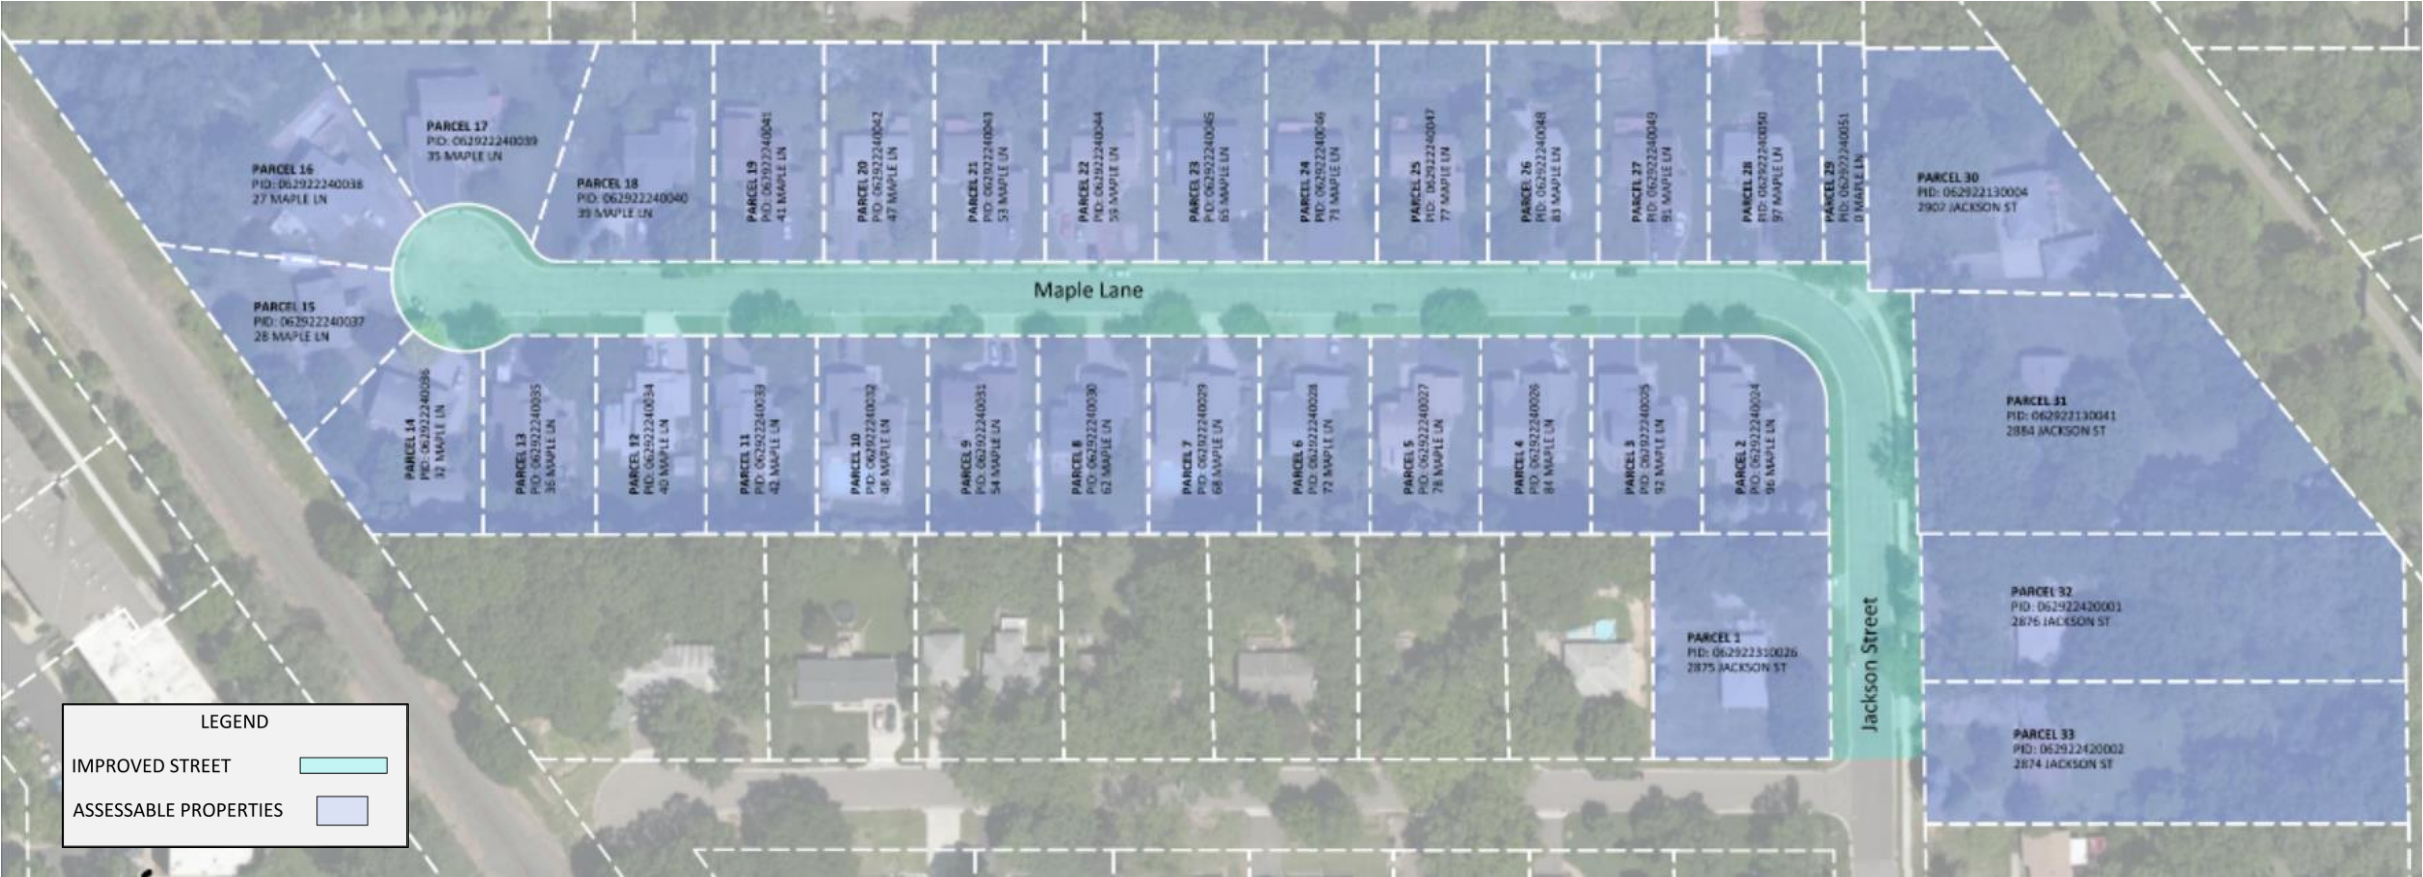 PARCEL 17
PID: 062922240039
35 MAPLE LN
PARCEL 16
PID: 062922240038
27 MAPLE LN
PARCEL 18
PID: 062922240040
39 MAPLE LN
PARCEL 19
PID: 062922240041
41 MAPLE LN
PARCEL 20
PID: 062922240042
47 MAPLE LN
PARCEL 21
PID: 062922240043
53 MAPLE LN
PARCEL 22
PID: 062922240044
59 MAPLE LN
PARCEL 23
PID: 062922240045
65 MAPLE LN
PARCEL 24
PID: 062922240046
71 MAPLE LN
PARCEL 25
PID: 062922240047
77 MAPLE LN
PARCEL 26
PID: 062922240048
83 MAPLE LN
PARCEL 27
PID: 062922240049
91 MAPLE LN
PARCEL 28
PID: 062922240050
97 MAPLE LN
PARCEL 29
PID: 062922240051
0 MAPLE LN
PARCEL 30
PID: 062922130004
2902 JACKSON ST
Maple Lane
PARCEL 15
PID: 062922240037
28 MAPLE LN
PARCEL 14
PID: 062922240036
32 MAPLE LN
PARCEL 13
PID: 062922240035
36 MAPLE LN
PARCEL 12
PID: 062922240034
40 MAPLE LN
PARCEL 11
PID: 062922240033
42 MAPLE LN
PARCEL 10
PID: 062922240032
48 MAPLE LN
PARCEL 9
PID: 062922240031
54 MAPLE LN
PARCEL 8
PID: 062922240030
62 MAPLE LN
PARCEL 7
PID: 062922240029
68 MAPLE LN
PARCEL 6
PID: 062922240028
72 MAPLE LN
PARCEL 5
PID: 062922240027
78 MAPLE LN
PARCEL 4
PID: 062922240026
84 MAPLE LN
PARCEL 3
PID: 062922240025
92 MAPLE LN
PARCEL 2
PID: 062922240024
96 MAPLE LN
PARCEL 31
PID: 062922130041
2884 JACKSON ST
PARCEL 32
PID: 062922420001
2876 JACKSON ST
PARCEL 1
PID: 062922310026
2875 JACKSON ST
Jackson Street
PARCEL 33
PID: 062922420002
2874 JACKSON ST
LEGEND
IMPROVED STREET
ASSESSABLE PROPERTIES